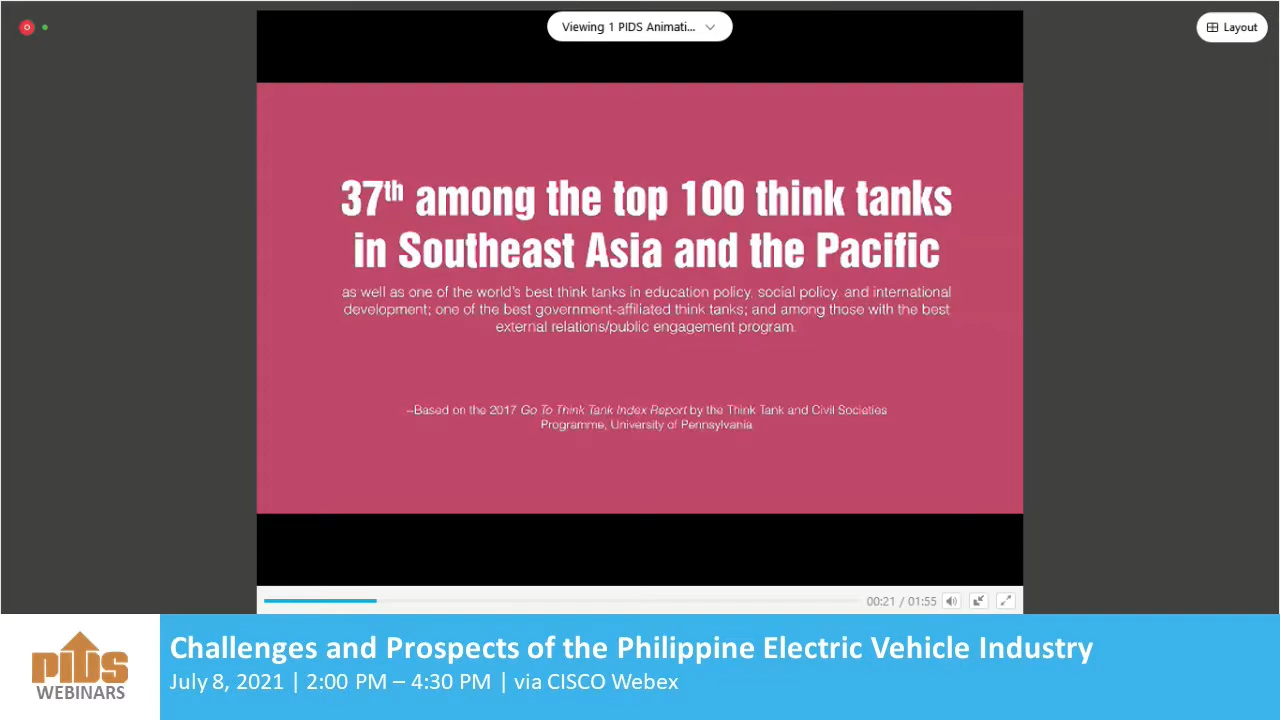 Viewing 1 PIDS Animati...
Layout
37th among the top 100 think tanks
in Southeast Asia and the Pacific
as well as one of the world's best think tanks in education policy, social policy, and international
development; one of the best government-affiliated think tanks; and among those with the best
external relations/public engagement program.
–Based on the 2017 Go To Think Tank Index Report by the Think Tank and Civil Societies
Programme, University of Pennsylvania
00:21 / 01:55
PIDS
WEBINARS
Challenges and Prospects of the Philippine Electric Vehicle Industry
July 8, 2021 | 2:00 PM – 4:30 PM | via CISCO Webex